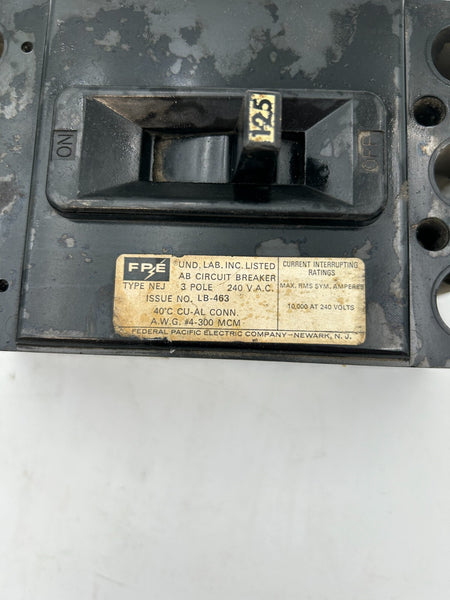 ON
125
OFF
FPE
UND. LAB. INC. LISTED
AB CIRCUIT BREAKER
TYPE NEJ 3 POLE 240 V.A.C.
ISSUE NO. LB-463
40°C CU-AL CONN.
A.W.G. #4-300 MCM
CURRENT INTERRUPTING
RATINGS
MAX. RMS SYM. AMPERES
10,000 AT 240 VOLTS
FEDERAL PACIFIC ELECTRIC COMPANY—NEWARK, N. J.